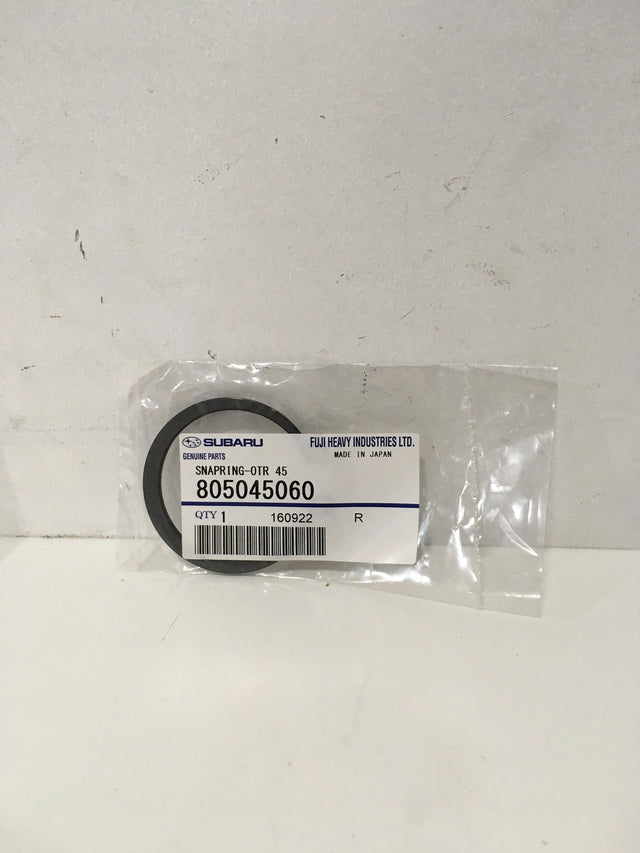 SUBARU FUJI HEAVY INDUSTRIES LTD.
GENUINE PARTS MADE IN JAPAN
SNAPRING-OTR 45
805045060
QTY 1 160922 R